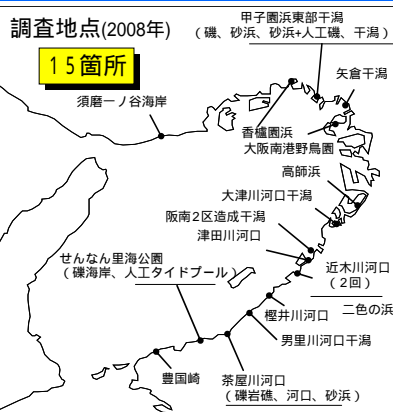 調査地点(2008年)
15箇所
甲子園浜東部干潟
(磯、砂浜、砂浜+人工磯、干潟)
矢倉干潟
須磨一ノ谷海岸
香櫨園浜
大阪南港野鳥園
高師浜
大津川河口干潟
阪南2区造成干潟
津田川河口
せんなん里海公園
(礫海岸、人工タイドプール)
近木川河口
(2回)
二色の浜
樫井川河口
男里川河口干潟
豊国崎
茶屋川河口
(礫岩礁、河口、砂浜)